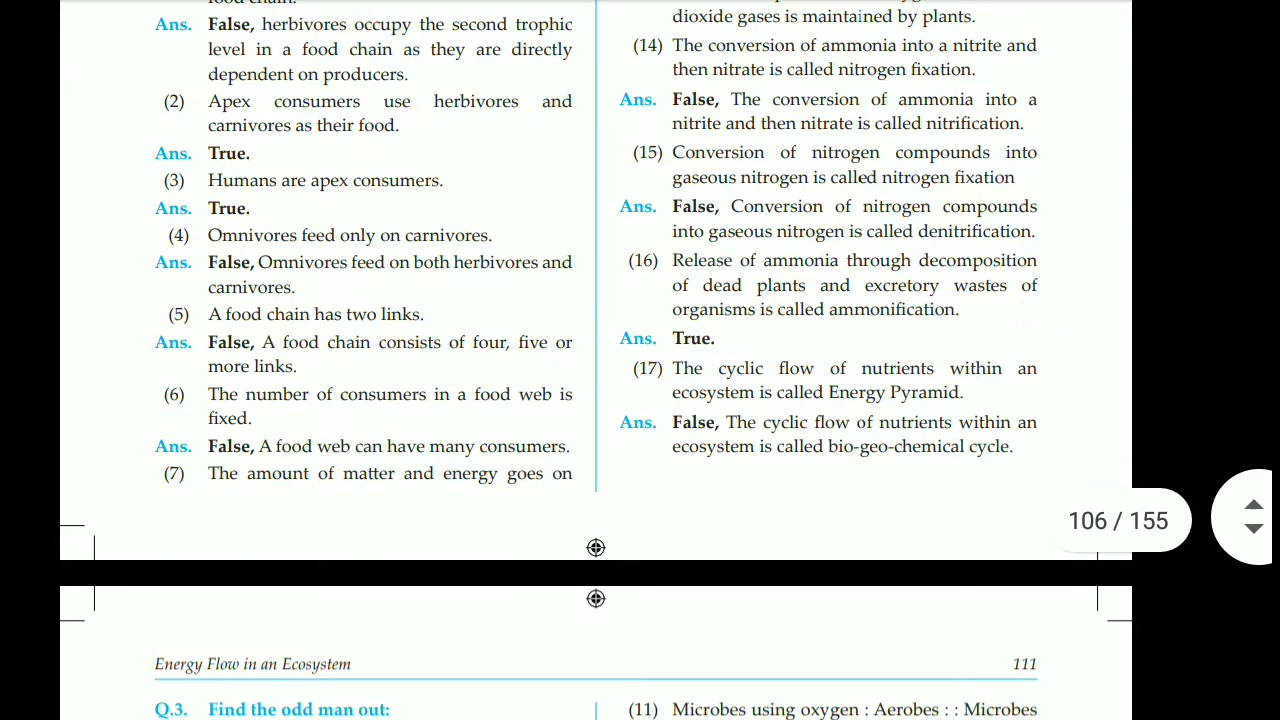 food chain.
Ans. False, herbivores occupy the second trophic
level in a food chain as they are directly
dependent on producers.
(2) Apex consumers use herbivores and
carnivores as their food.
Ans. True.
(3) Humans are apex consumers.
Ans. True.
(4) Omnivores feed only on carnivores.
Ans. False, Omnivores feed on both herbivores and
carnivores.
(5) A food chain has two links.
Ans. False, A food chain consists of four, five or
more links.
(6) The number of consumers in a food web is
fixed.
Ans. False, A food web can have many consumers.
(7) The amount of matter and energy goes on
dioxide gases is maintained by plants.
(14) The conversion of ammonia into a nitrite and
then nitrate is called nitrogen fixation.
Ans. False, The conversion of ammonia into a
nitrite and then nitrate is called nitrification.
(15) Conversion of nitrogen compounds into
gaseous nitrogen is called nitrogen fixation
Ans. False, Conversion of nitrogen compounds
into gaseous nitrogen is called denitrification.
(16) Release of ammonia through decomposition
of dead plants and excretory wastes of
organisms is called ammonification.
Ans. True.
(17) The cyclic flow of nutrients within an
ecosystem is called Energy Pyramid.
Ans. False, The cyclic flow of nutrients within an
ecosystem is called bio-geo-chemical cycle.
106 / 155
Energy Flow in an Ecosystem 111
Q.3. Find the odd man out:
(11) Microbes using oxygen : Aerobes : : Microbes